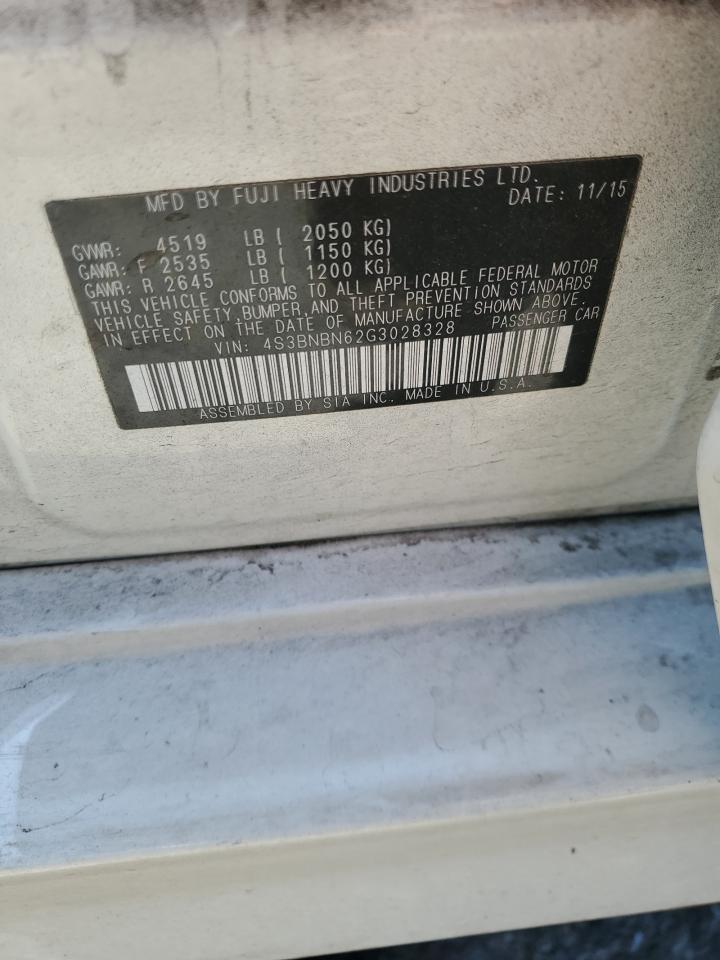 MFD BY FUJI HEAVY INDUSTRIES LTD.
DATE: 11/15
GVWR: 4519 LB ( 2050 KG)
GAWR: F 2535 LB ( 1150 KG)
GAWR: R 2645 LB ( 1200 KG)
THIS VEHICLE CONFORMS TO ALL APPLICABLE FEDERAL MOTOR
VEHICLE SAFETY, BUMPER, AND THEFT PREVENTION STANDARDS
IN EFFECT ON THE DATE OF MANUFACTURE SHOWN ABOVE.
VIN: 4S3BNBN62G3028328 PASSENGER CAR
ASSEMBLED BY SIA INC. MADE IN U.S.A.